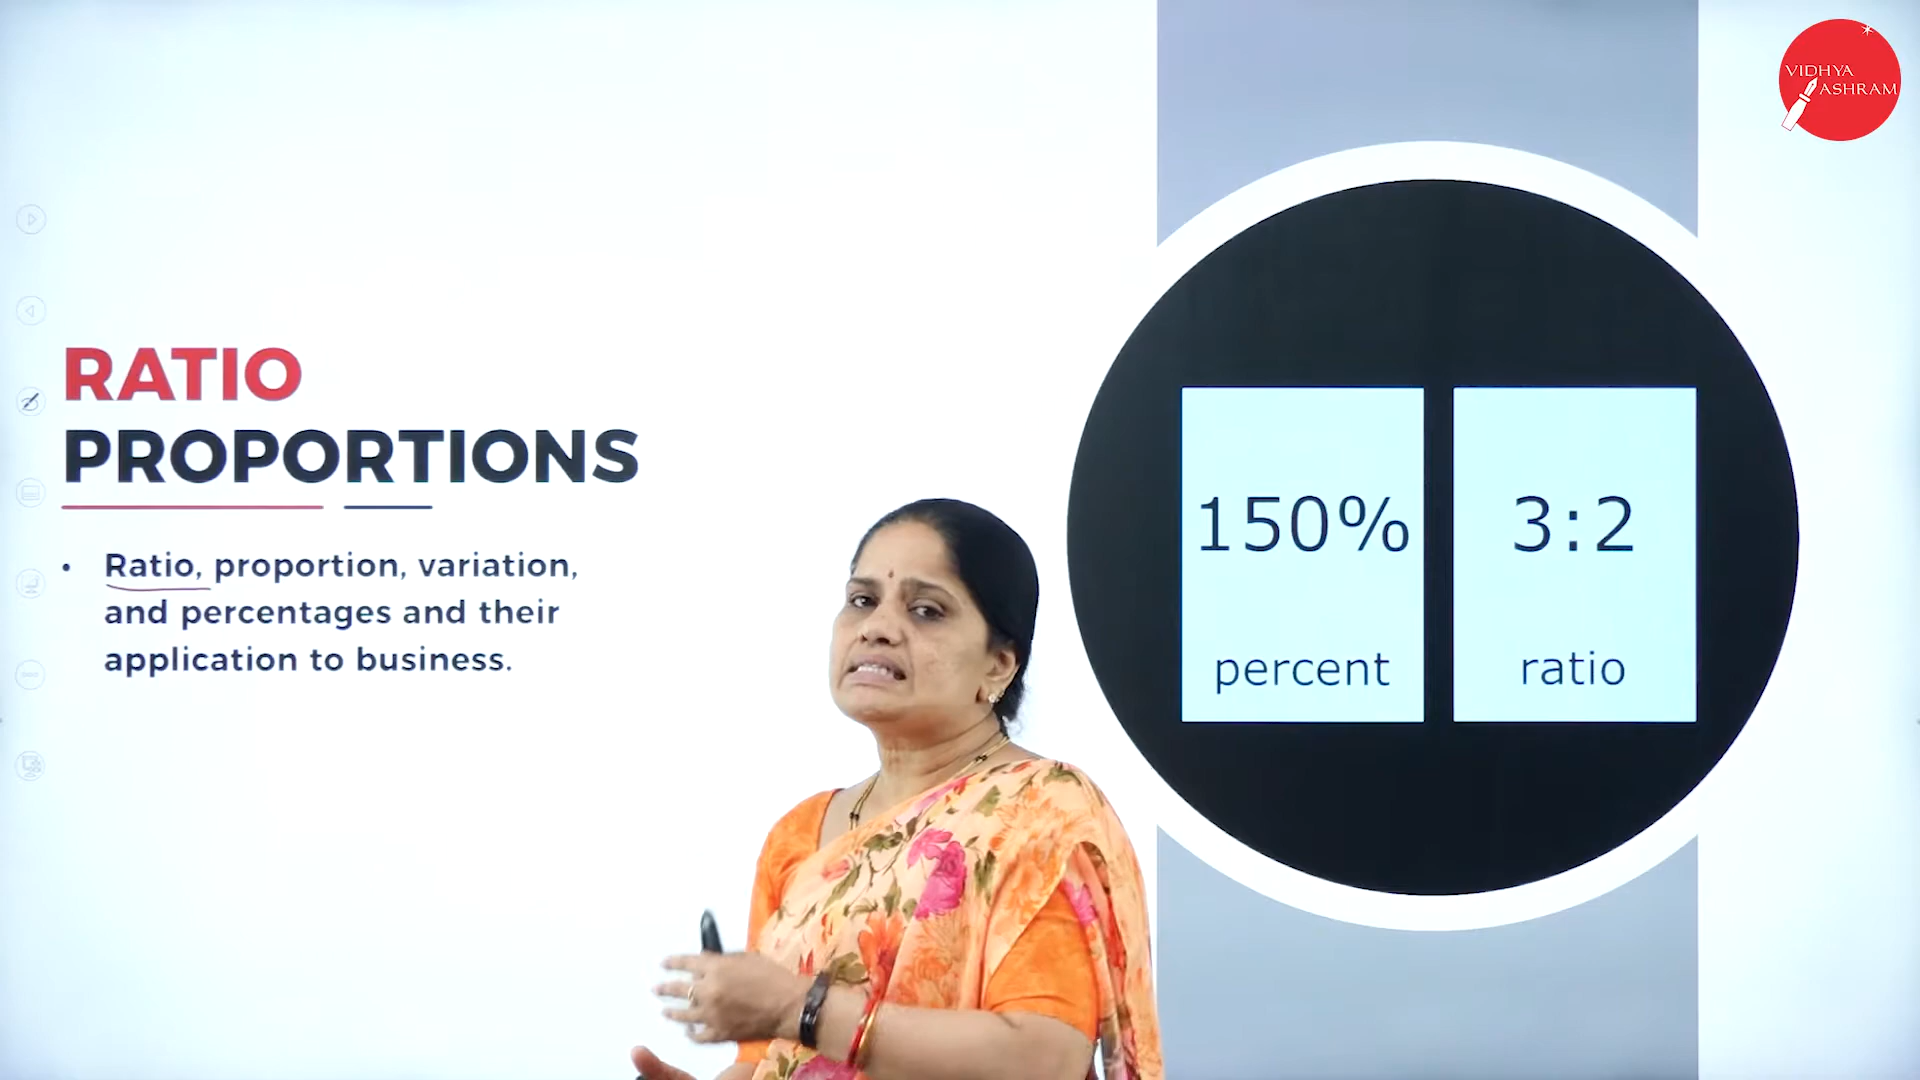 VIDHYA
ASHRAM
RATIO
PROPORTIONS
• Ratio, proportion, variation,
and percentages and their
application to business.
150%
percent
3:2
ratio